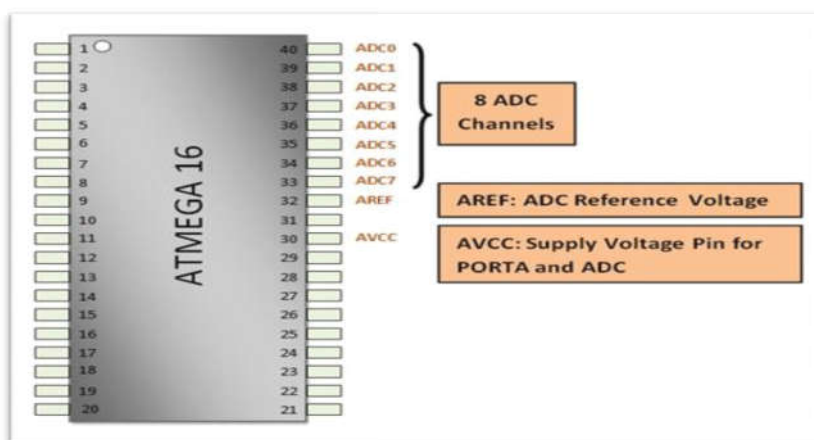 1 40 ADC0
2 39 ADC1
3 38 ADC2
4 37 ADC3
5 36 ADC4
6 35 ADC5
7 34 ADC6
8 33 ADC7
9 32 AREF
10 31
11 30 AVCC
12 29
13 28
14 27
15 26
16 25
17 24
18 23
19 22
20 21
ATMEGA 16
8 ADC
Channels
AREF: ADC Reference Voltage
AVCC: Supply Voltage Pin for
PORTA and ADC